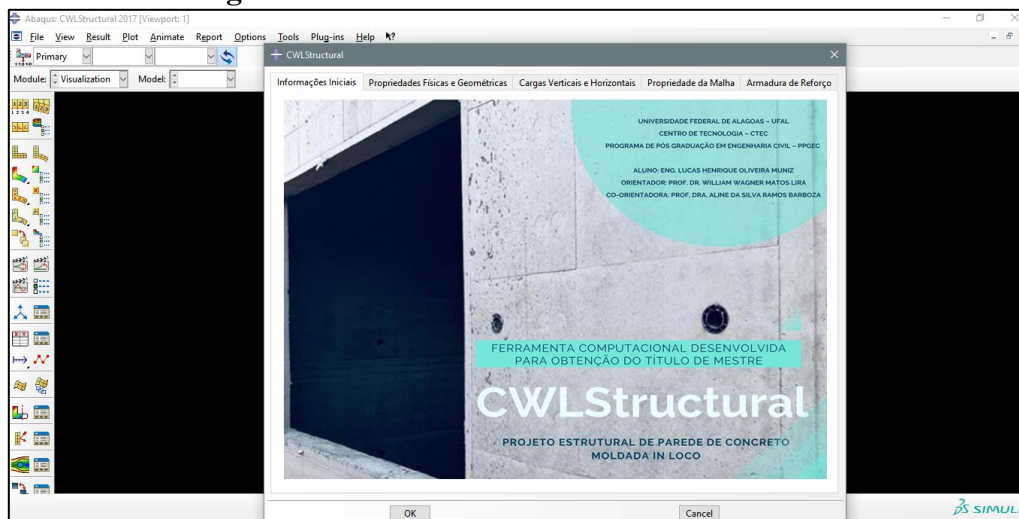 Abaqus: CWLStructural 2017 [Viewport: 1]
File View Result Plot Animate Report Options Tools Plug-ins Help
Primary
Module: Visualization Model:
CWLStructural
Informações Iniciais Propriedades Físicas e Geométricas Cargas Verticais e Horizontais Propriedade da Malha Armadura de Reforço
UNIVERSIDADE FEDERAL DE ALAGOAS – UFAL
CENTRO DE TECNOLOGIA – CTEC
PROGRAMA DE PÓS GRADUAÇÃO EM ENGENHARIA CIVIL – PPGEC
ALUNO: ENG. LUCAS HENRIQUE OLIVEIRA MUNIZ
ORIENTADOR: PROF. DR. WILLIAM WAGNER MATOS LIRA
CO-ORIENTADORA: PROF. DRA. ALINE DA SILVA RAMOS BARBOZA
FERRAMENTA COMPUTACIONAL DESENVOLVIDA
PARA OBTENÇÃO DO TÍTULO DE MESTRE
CWLStructural
PROJETO ESTRUTURAL DE PAREDE DE CONCRETO
MOLDADA IN LOCO
OK Cancel